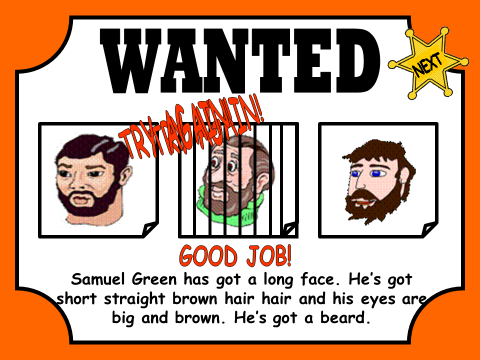 WANTED
NEXT
TRY AGAIN!
GOOD JOB!
Samuel Green has got a long face. He's got
short straight brown hair hair and his eyes are
big and brown. He's got a beard.